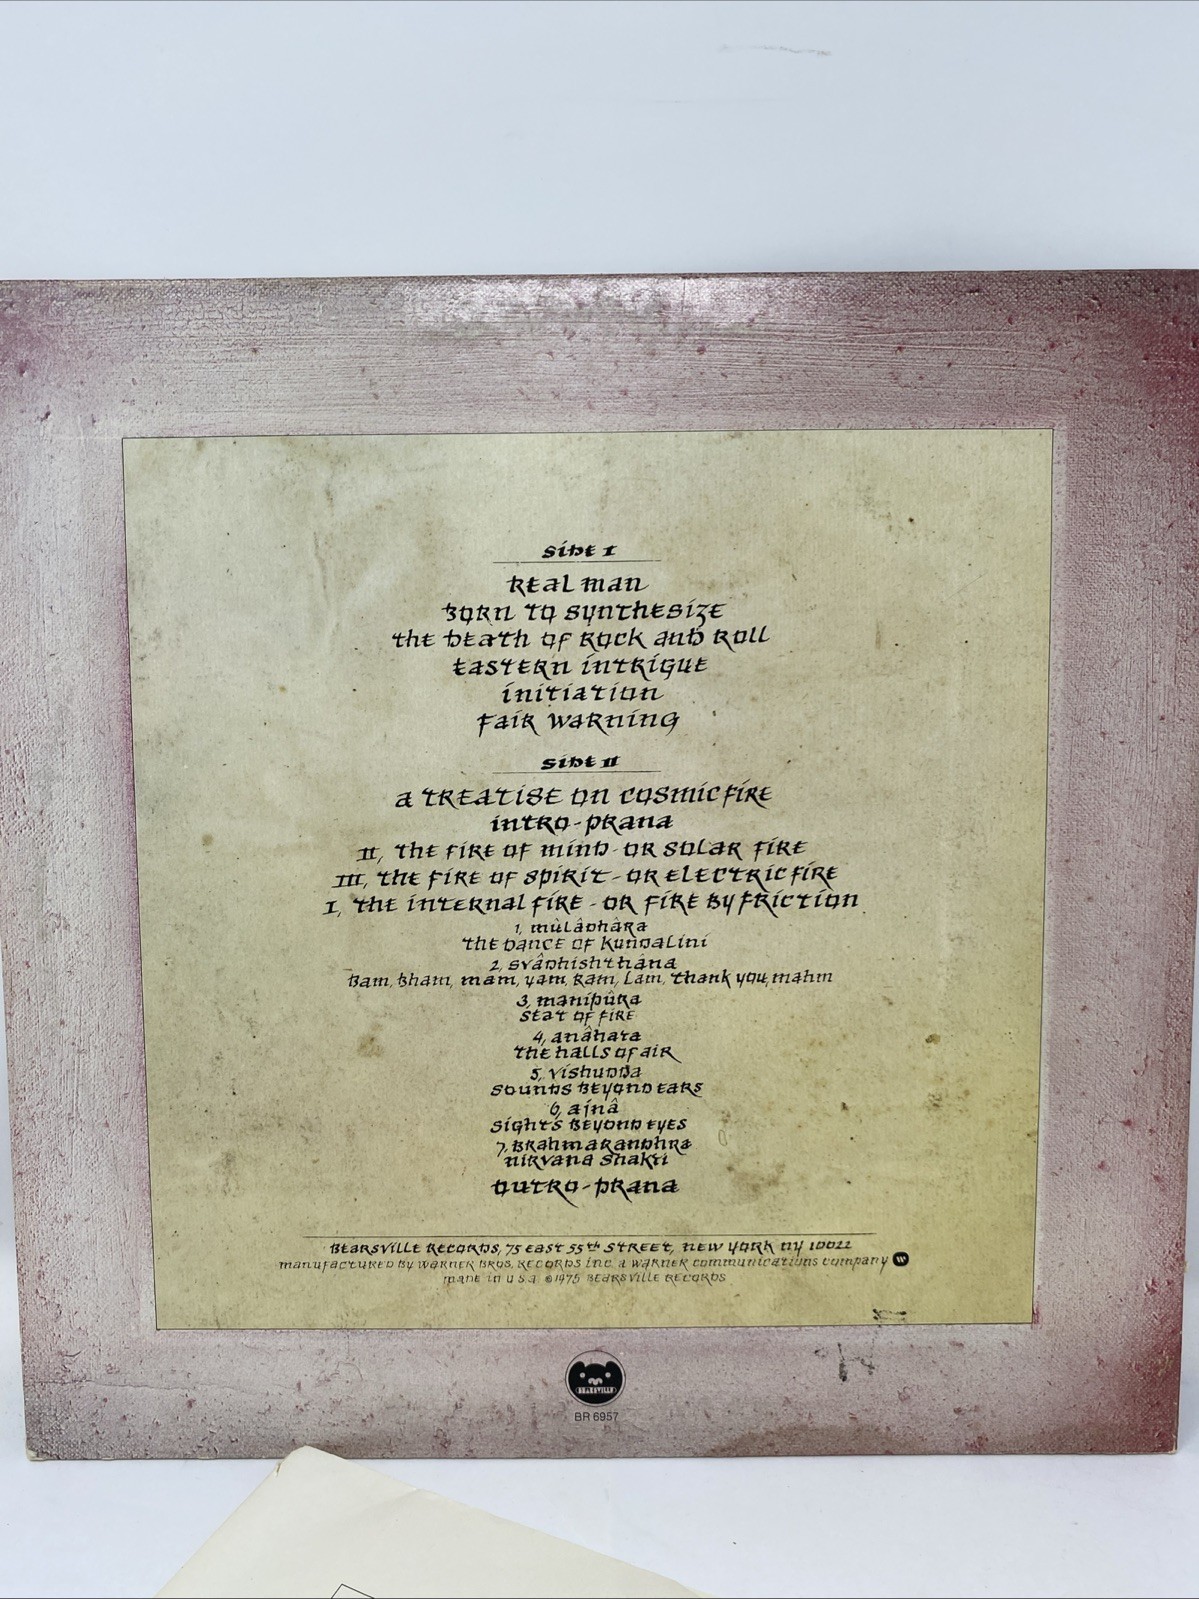 Side I
Real Man
Born to Synthesize
The Death of Rock and Roll
Eastern Intrigue
Initiation
Fair Warning
Side II
A Treatise on Cosmic Fire
Intro-Prana
II, The Fire of Mind-or Solar Fire
III, The Fire of Spirit-or Electric Fire
I, The Internal Fire-or Fire by Friction
1, Mùlâdhâra
The Dance of Kundalini
2, Svâdhishthâna
Bam, Bham, Mam, Yam, Ram, Lam, Thank you, mahm
3, Manipûra
Seat of Fire
4, Anâhata
The Halls of Air
5, Vishudda
Sounds Beyond Ears
6, Ajnâ
Sights Beyond Eyes
7, Brahmarandhra
Nirvana Shakti
Outro-Prana
Bearsville Records, 75 East 55th Street, New York NY 10022
Manufactured by Warner Bros. Records Inc. a Warner Communications Company W
Made in U.S.A. ©1975 Bearsville Records
BEARSVILLE
BR 6957